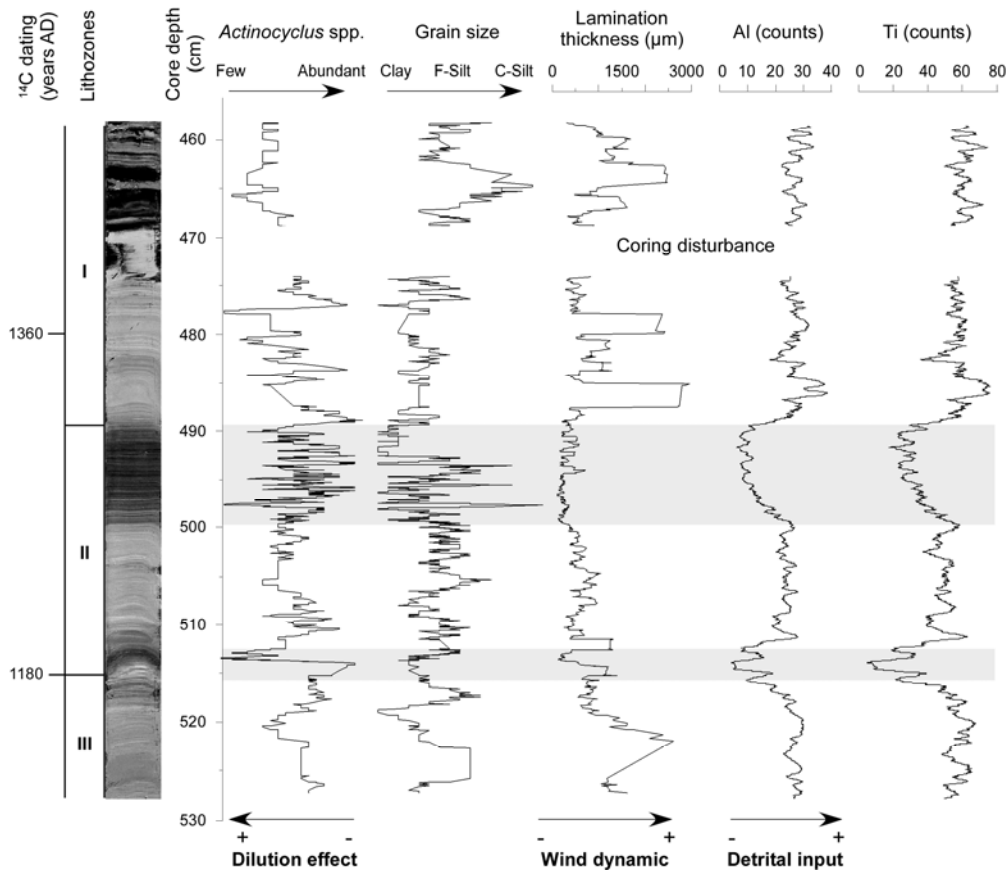 ¹⁴C dating
(years AD)
Lithozones
Core depth
(cm)
Actinocyclus spp.
Few
Abundant
Grain size
Clay
F-Silt
C-Silt
Lamination
thickness (µm)
0
1500
3000
Al (counts)
0
10
20
30
40
Ti (counts)
0
20
40
60
80
460
470
Coring disturbance
I
1360
480
490
500
II
510
1180
520
III
530
+
-
Dilution effect
-
+
Wind dynamic
-
+
Detrital input